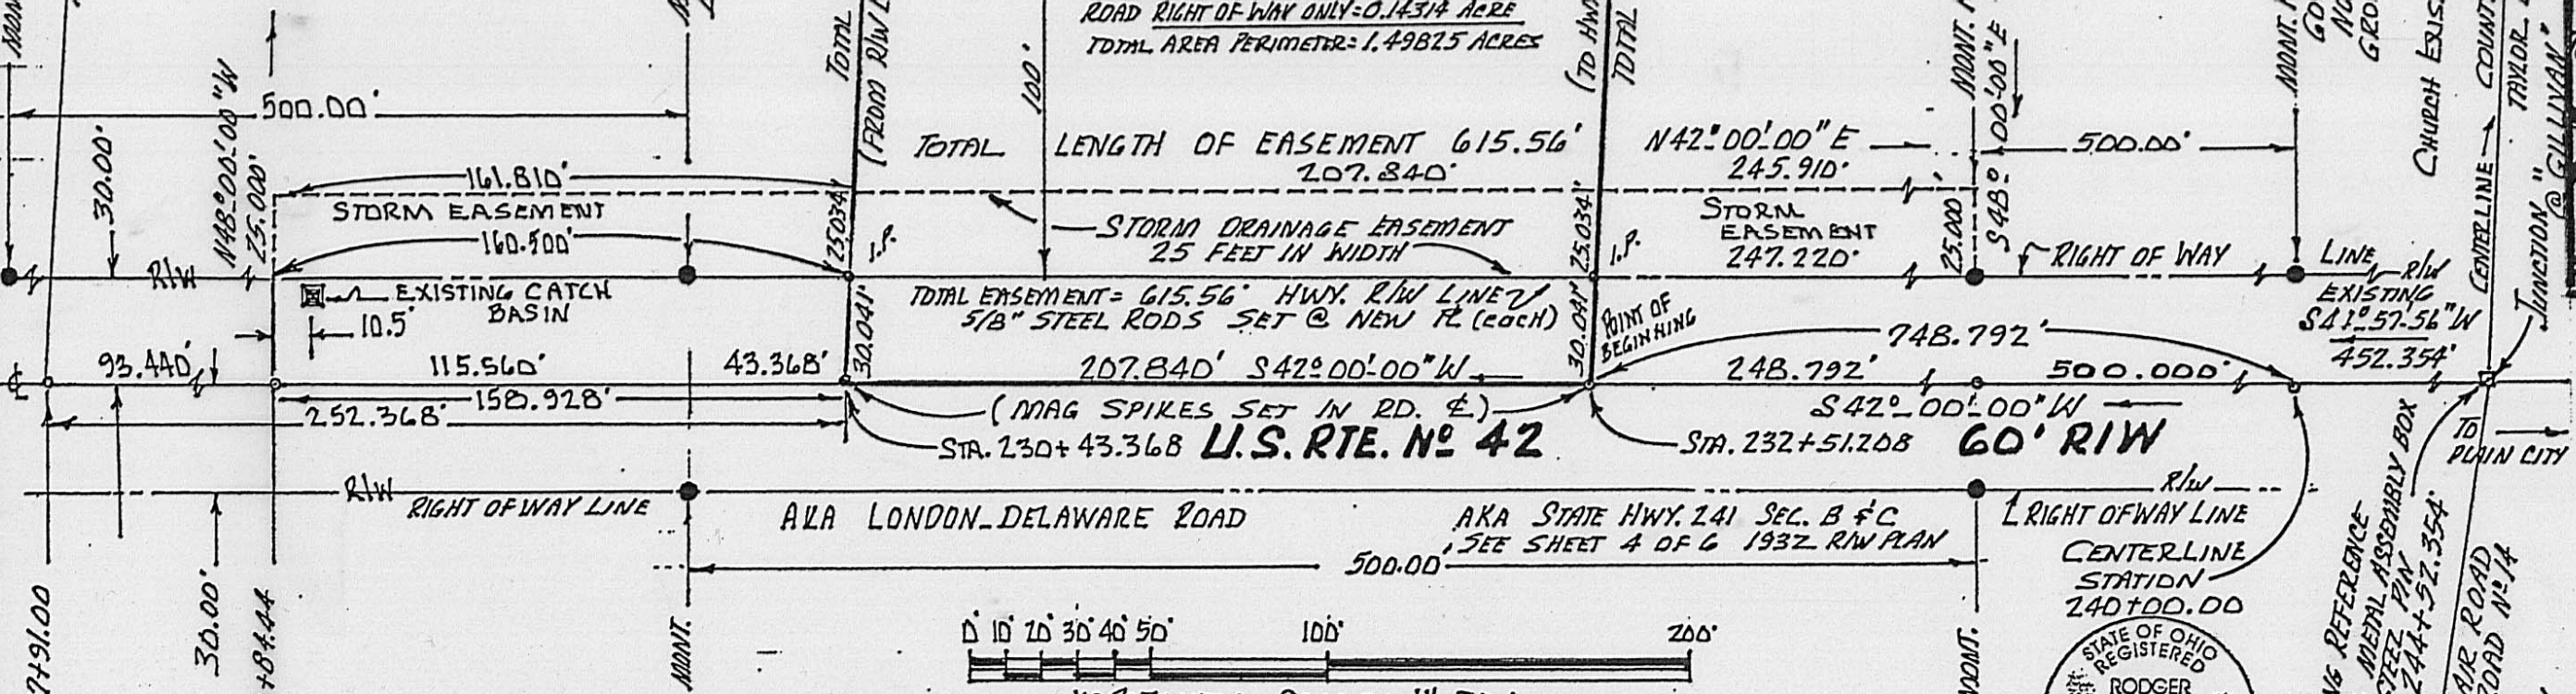 ROAD RIGHT OF WAY ONLY=0.14314 ACRE
TOTAL AREA PERIMETER=1.49825 ACRES
500.00'
30.00'
N48°00'00"W
25.000'
TOTAL
(FROM R/W
100'
(TO HWY
TOTAL
MONT.
S48°00'00"E
500.00'
MONT.
CHURCH EXIS.
CENTERLINE
COUNT
TAYLOR
JUNCTION "
@ GILLIVAN"
TOTAL LENGTH OF EASEMENT 615.56' N42°00'00"E
161.810'
207.840'
245.910'
STORM EASEMENT
160.500'
25.034'
I.P.
STORM DRAINAGE EASEMENT
25 FEET IN WIDTH
25.034'
I.P.
STORM
EASEMENT
247.220'
25.000'
RIGHT OF WAY LINE
R/W
R/W
EXISTING
S41°57'56"W
452.354'
EXISTING CATCH
BASIN
10.5'
TOTAL EASEMENT= 615.56' HWY. R/W LINE
5/8" STEEL RODS SET @ NEW PL (EACH)
POINT OF
BEGINNING
748.792'
93.440'
115.560'
43.368'
30.041'
207.840' S42°00'00"W
30.041'
248.792'
500.000'
158.928'
252.368'
(MAG SPIKES SET IN RD. ℄)
S42°00'00"W
STA. 230+43.368
U.S. RTE. Nº 42
STA. 232+51.208
60' R/W
TO
PLAIN CITY
R/W
RIGHT OF WAY LINE
R/W
RIGHT OF WAY LINE
AKA LONDON-DELAWARE ROAD
AKA STATE HWY. 241 SEC. B & C
SEE SHEET 4 OF 6 1932 R/W PLAN
500.00'
CENTERLINE
STATION
240+00.00
30.00'
7+91.00
+84.44
MONT.
0' 10' 20' 30' 40' 50' 100' 200'
MONT.
REFERENCE
METAL ASSEMBLY BOX
STEEL PIN
244+52.354'
ROAD
ROAD Nº 14
STATE OF OHIO
REGISTERED
RODGER